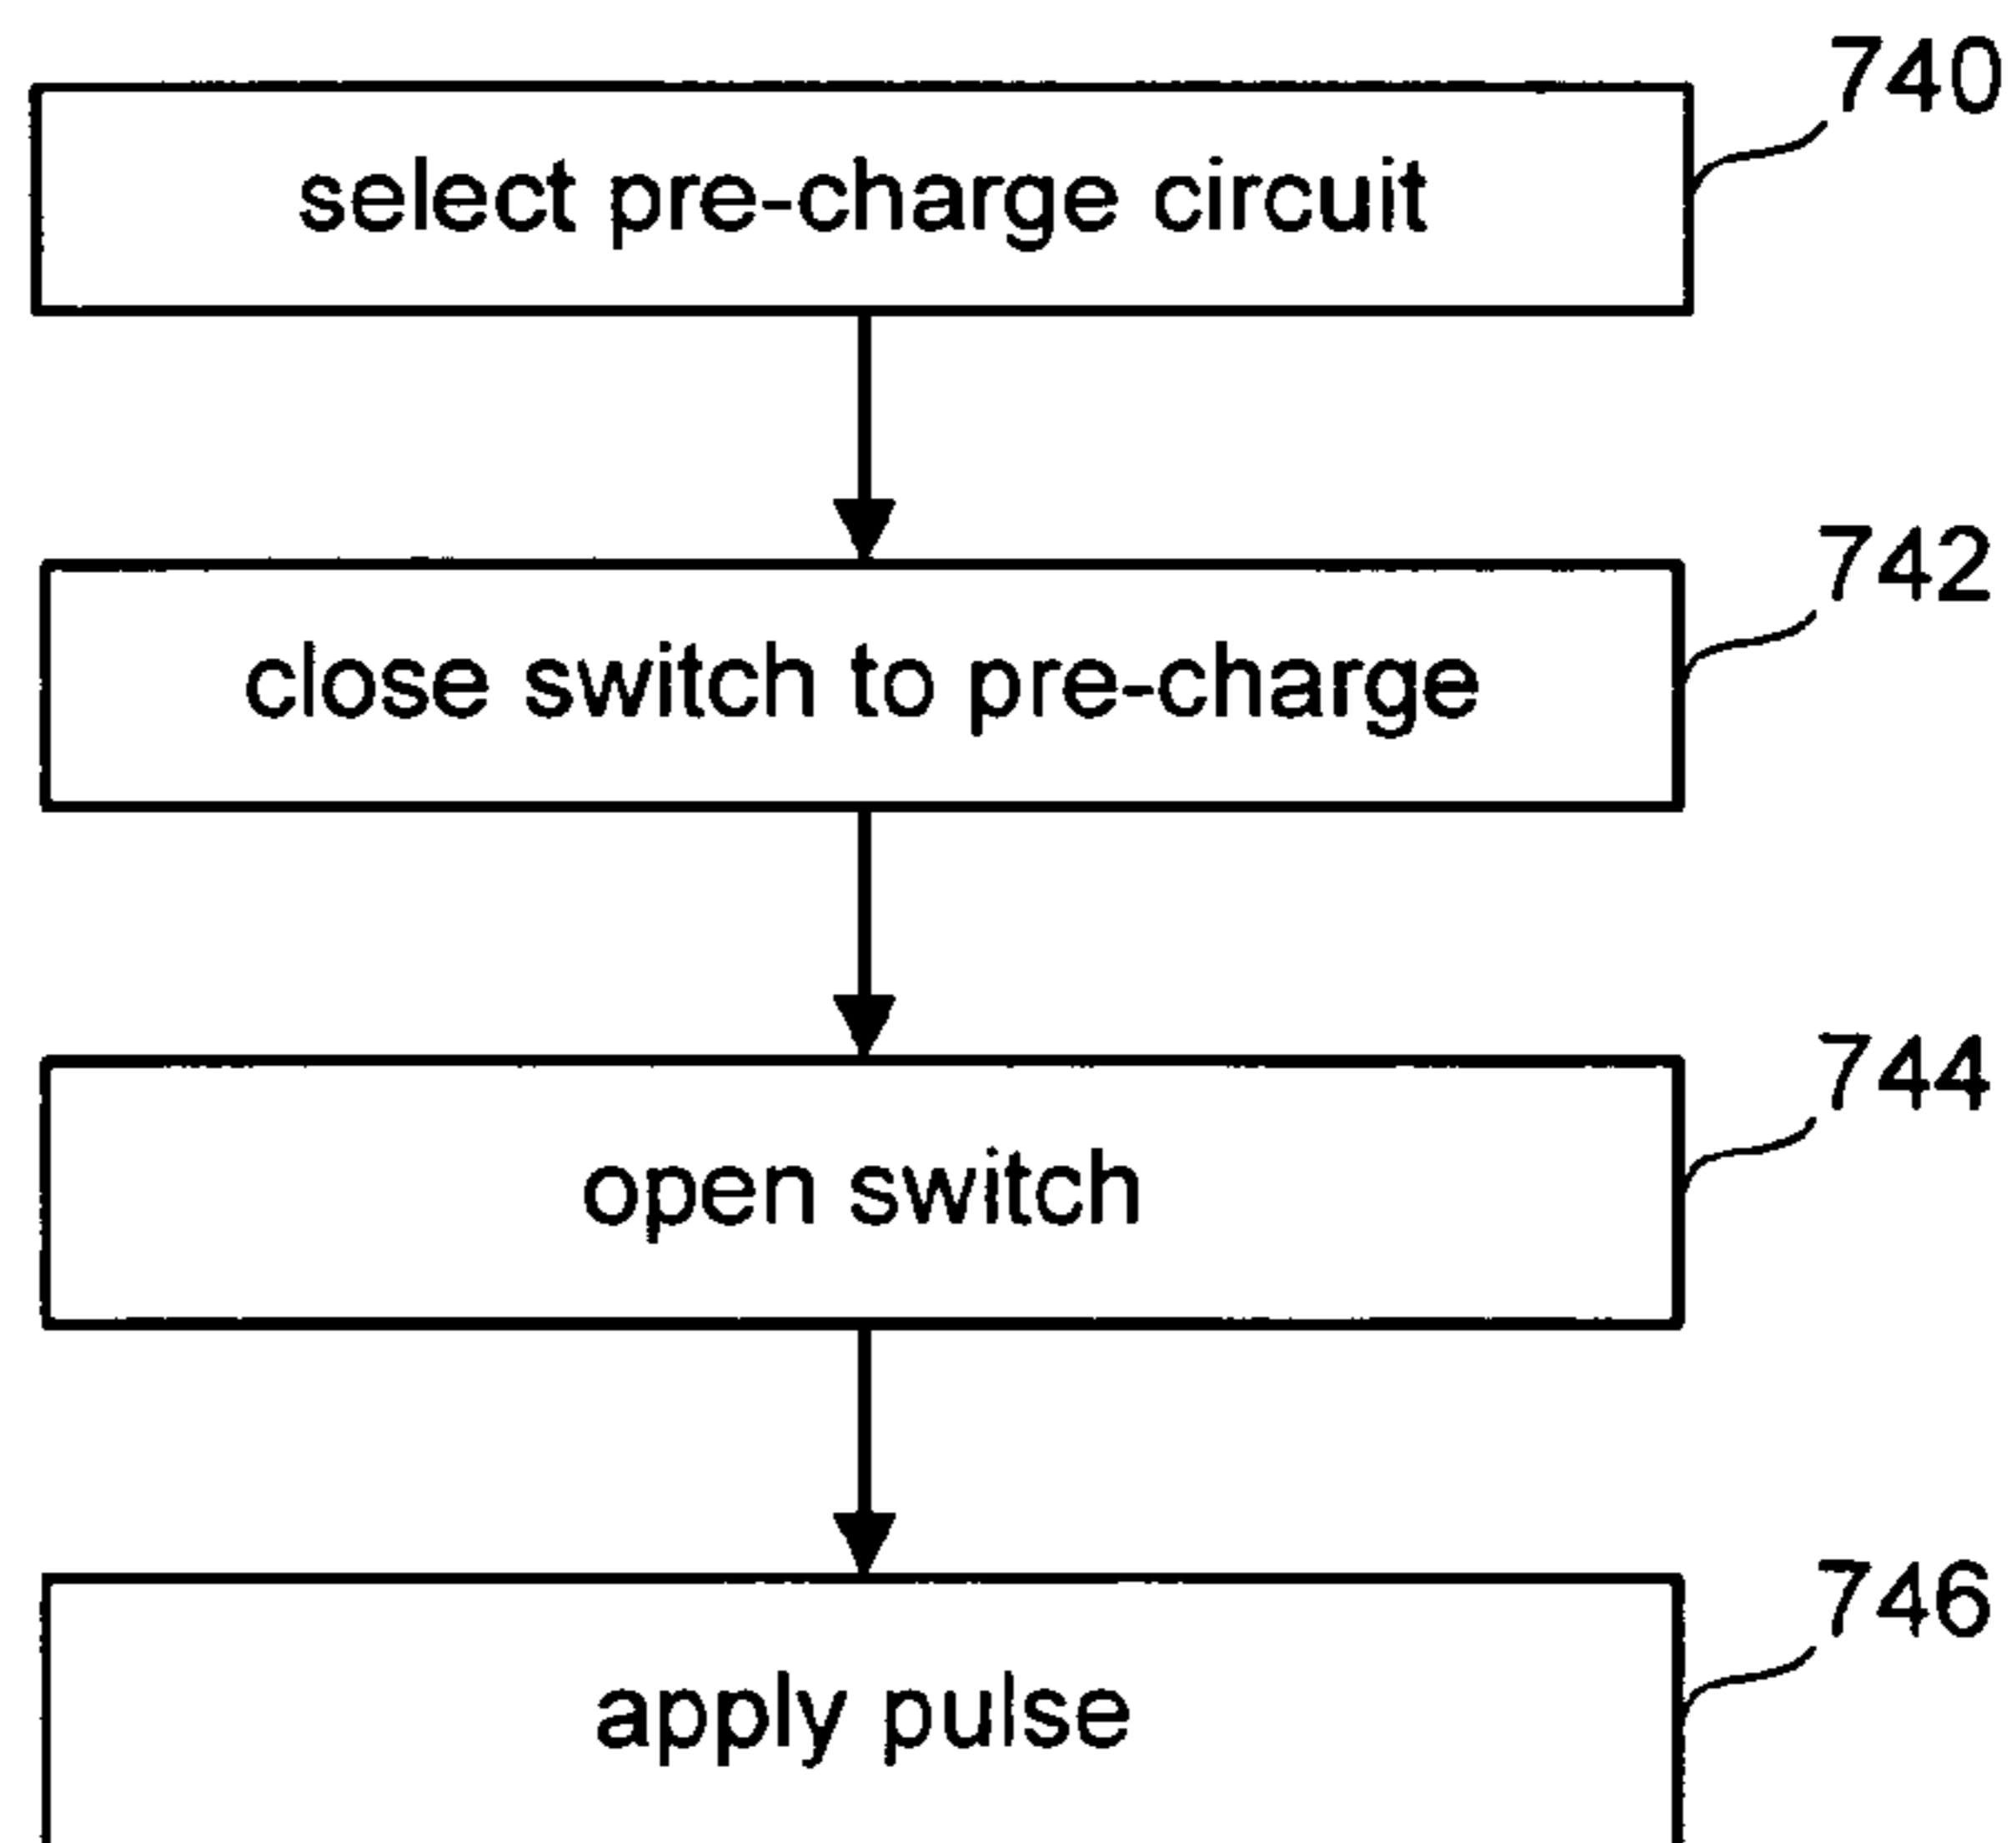 740
select pre-charge circuit
742
close switch to pre-charge
744
open switch
746
apply pulse